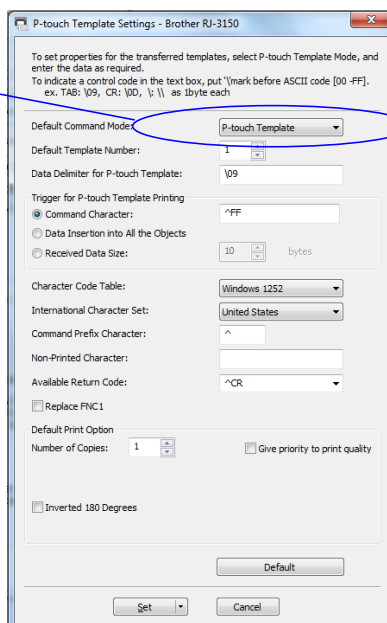 P-touch Template Settings - Brother RJ-3150
To set properties for the transferred templates, select P-touch Template Mode, and
enter the data as required.
To indicate a control code in the text box, put '\'mark before ASCII code [00 -FF].
ex. TAB: \09, CR: \0D, \: \\ as 1byte each
Default Command Mode: P-touch Template
Default Template Number: 1
Data Delimiter for P-touch Template: \09
Trigger for P-touch Template Printing
Command Character: ^FF
Data Insertion into All the Objects
Received Data Size: 10 bytes
Character Code Table: Windows 1252
International Character Set: United States
Command Prefix Character: ^
Non-Printed Character:
Available Return Code: ^CR
Replace FNC1
Default Print Option
Number of Copies: 1 Give priority to print quality
Inverted 180 Degrees
Default
Set Cancel